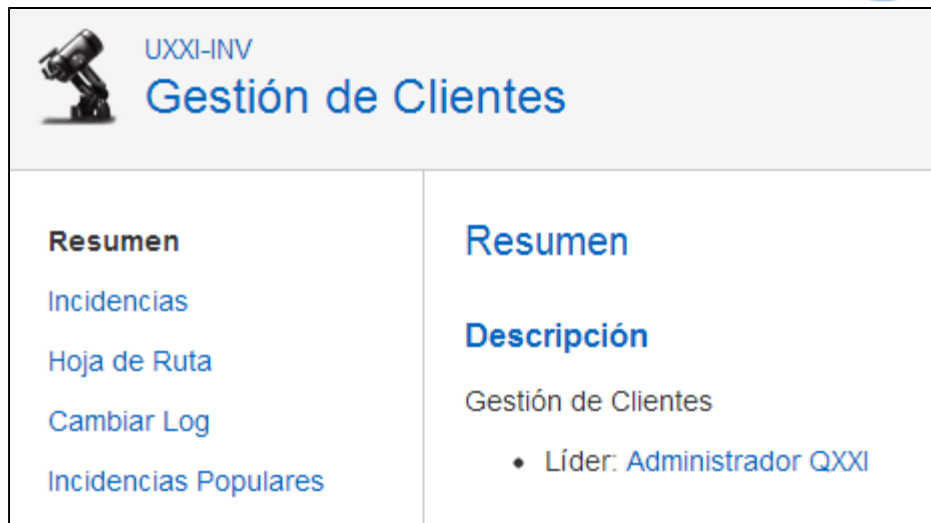 UXXI-INV
Gestión de Clientes
Resumen
Incidencias
Hoja de Ruta
Cambiar Log
Incidencias Populares
Resumen
Descripción
Gestión de Clientes
• Líder: Administrador QXXI